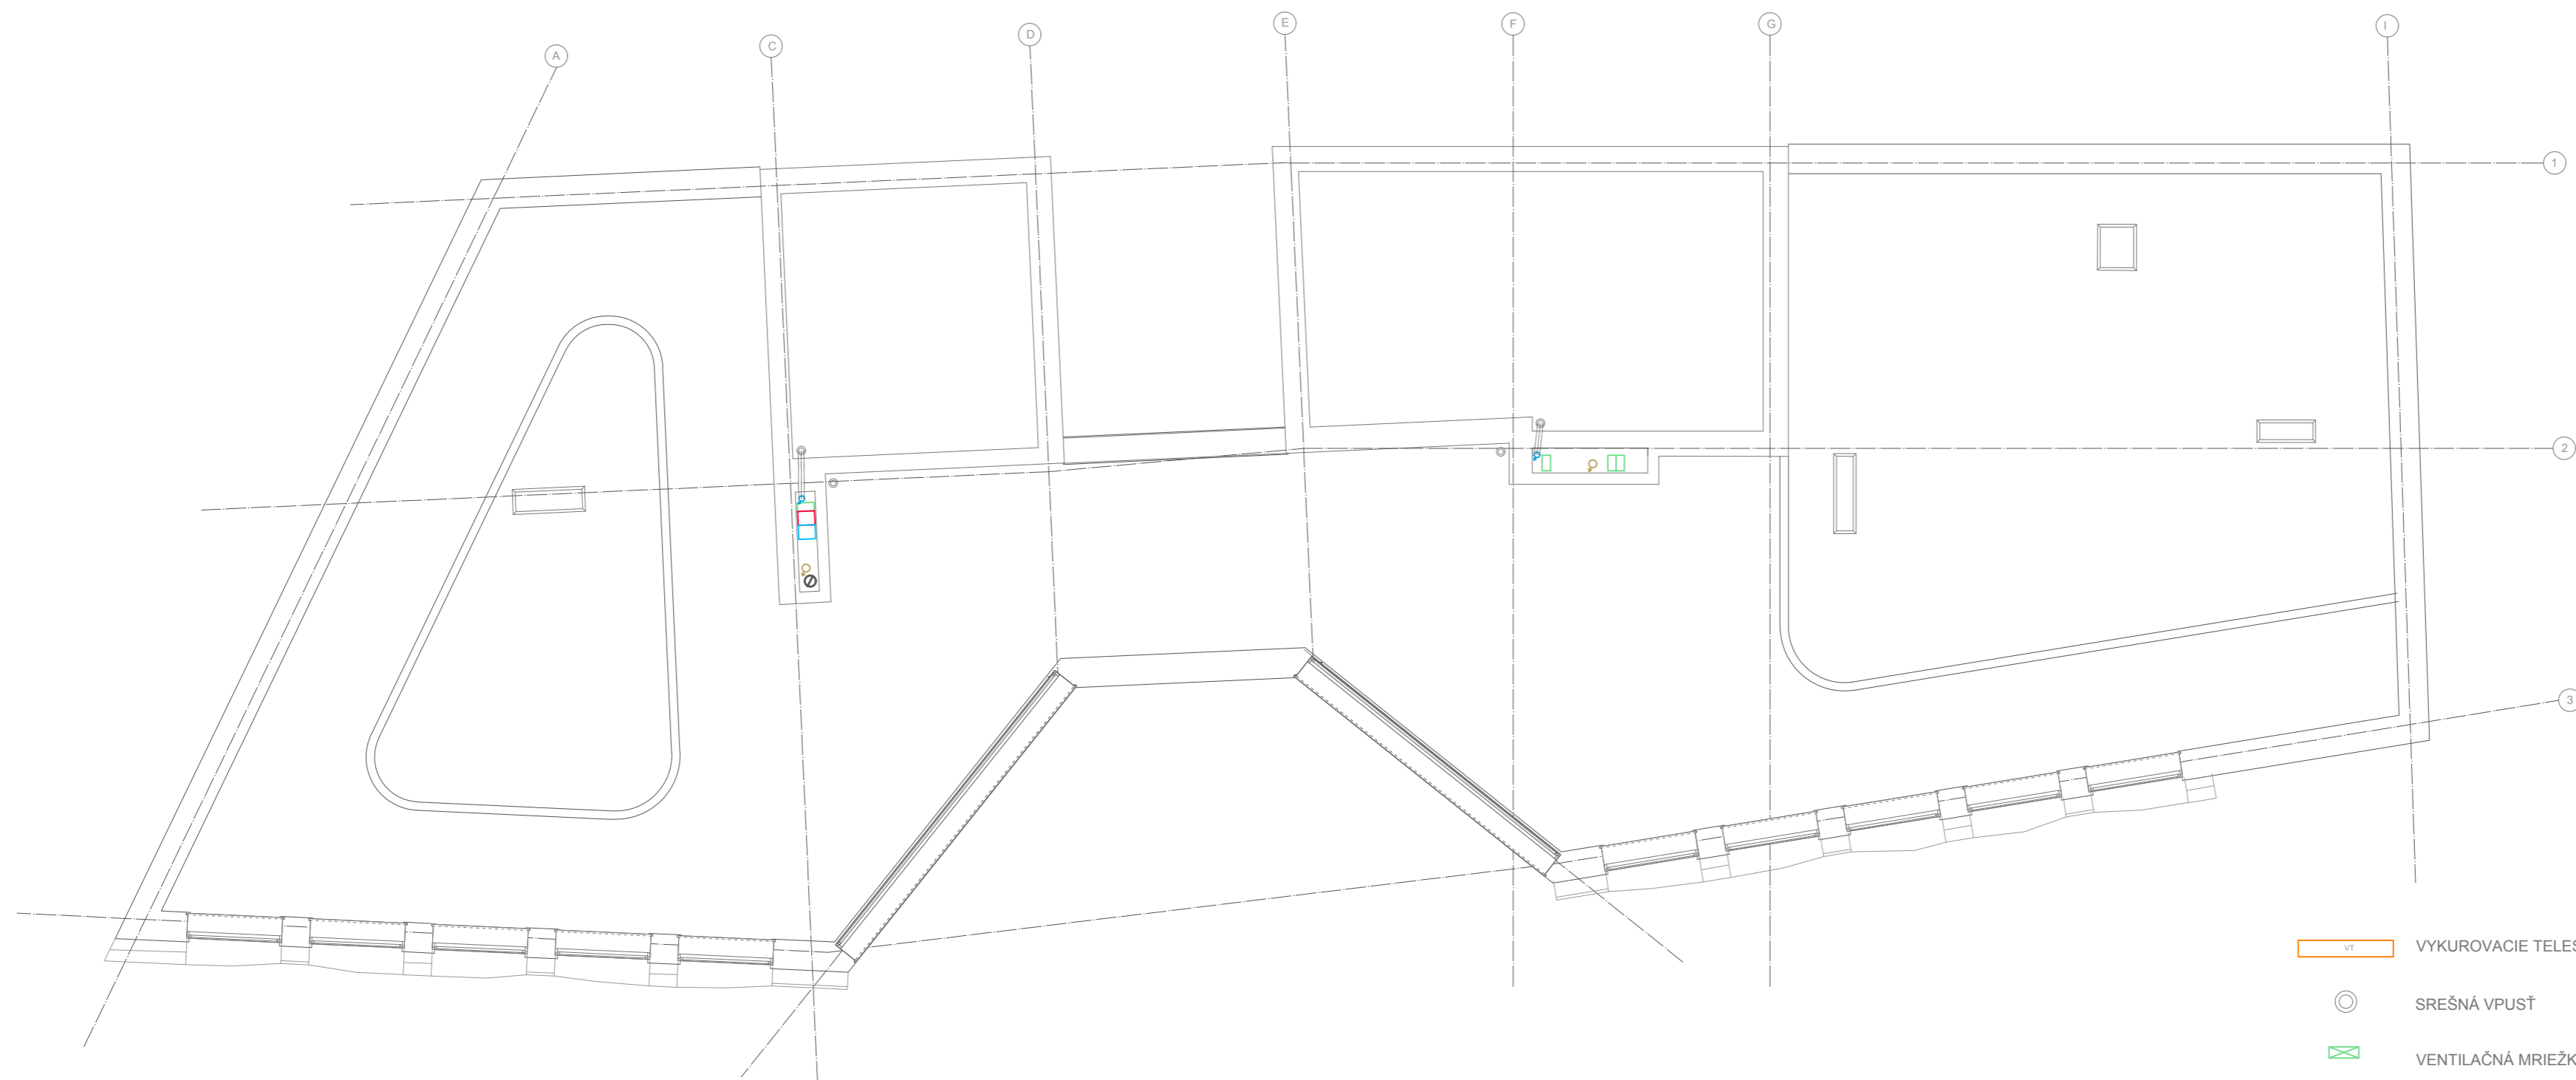 A
C
D
E
F
G
I
1
2
3
VT VYKUROVACIE TELES
SREŠNÁ VPUSŤ
VENTILAČNÁ MRIEŽK